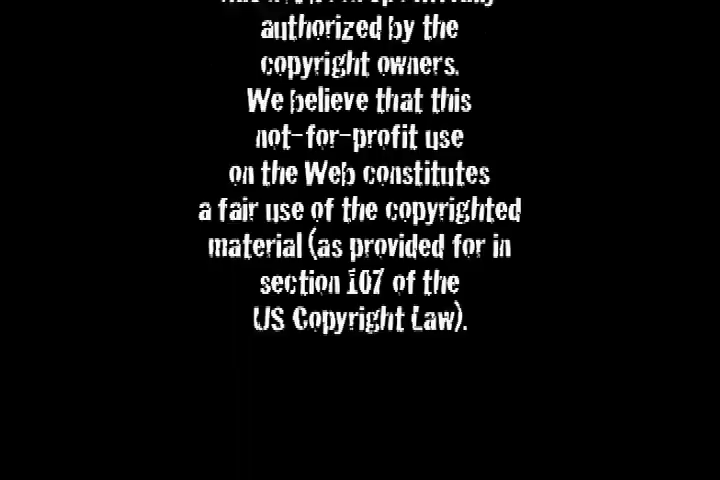 authorized by the
copyright owners.
We believe that this
not-for-profit use
on the Web constitutes
a fair use of the copyrighted
material (as provided for in
section 107 of the
US Copyright Law).